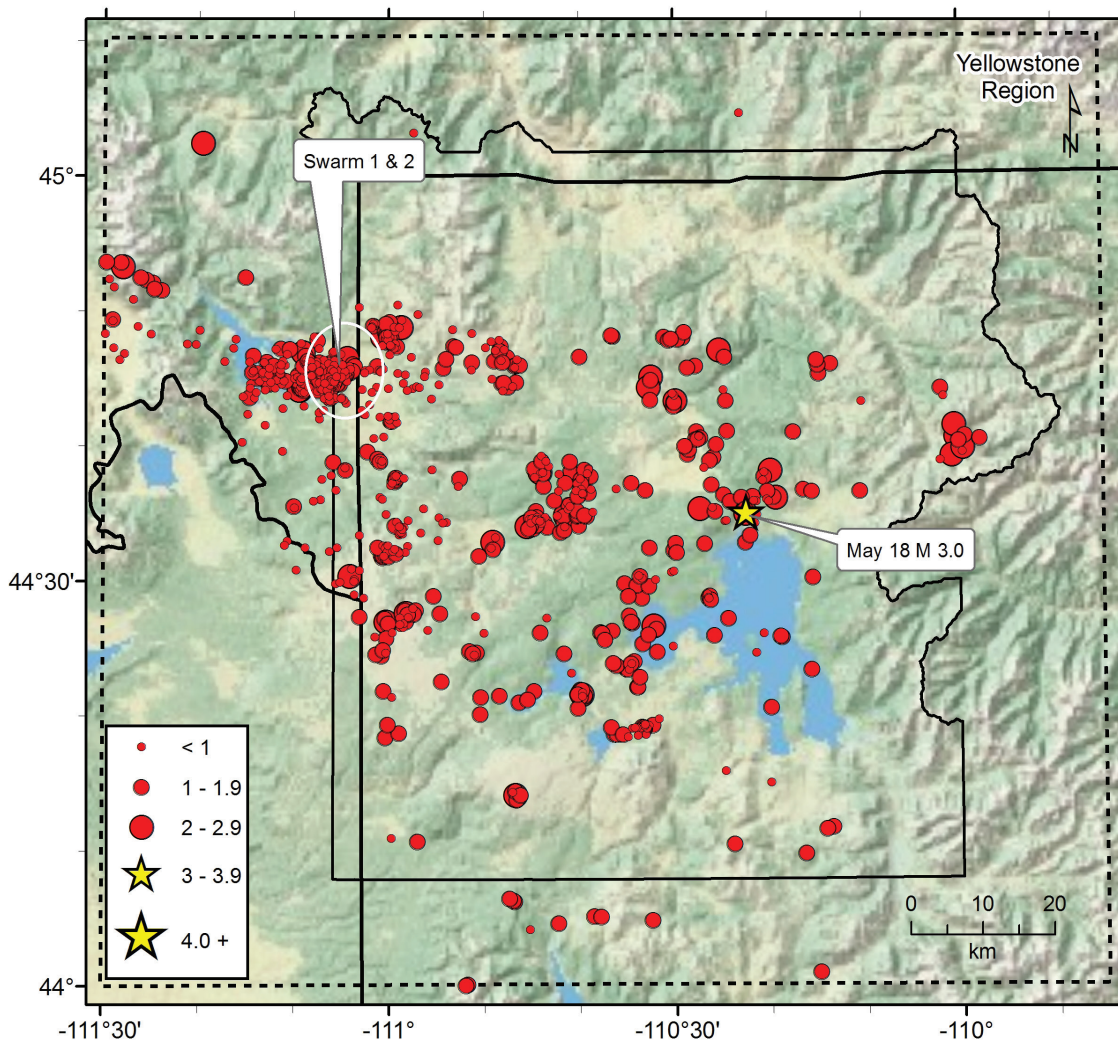 Yellowstone
Region
N
Swarm 1 & 2
45°
May 18 M 3.0
44°30'
< 1
1 - 1.9
2 - 2.9
3 - 3.9
4.0 +
0 10 20
km
44°
-111°30' -111° -110°30' -110°